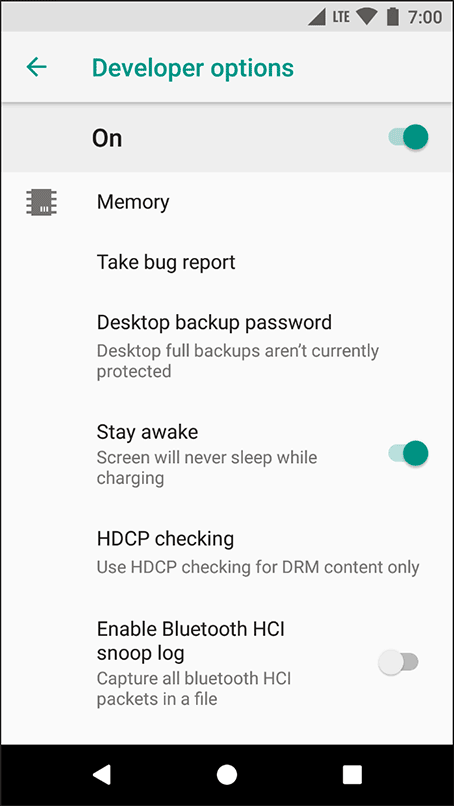 LTE 7:00
Developer options
On
Memory
Take bug report
Desktop backup password
Desktop full backups aren’t currently
protected
Stay awake
Screen will never sleep while
charging
HDCP checking
Use HDCP checking for DRM content only
Enable Bluetooth HCI
snoop log
Capture all bluetooth HCI
packets in a file